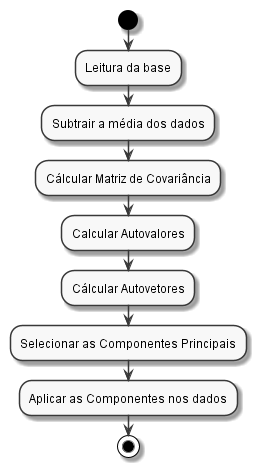 Leitura da base
Subtrair a média dos dados
Cálcular Matriz de Covariância
Calcular Autovalores
Cálcular Autovetores
Selecionar as Componentes Principais
Aplicar as Componentes nos dados